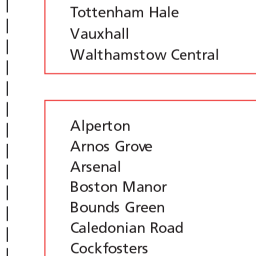 Tottenham Hale
Vauxhall
Walthamstow Central
Alperton
Arnos Grove
Arsenal
Boston Manor
Bounds Green
Caledonian Road
Cockfosters